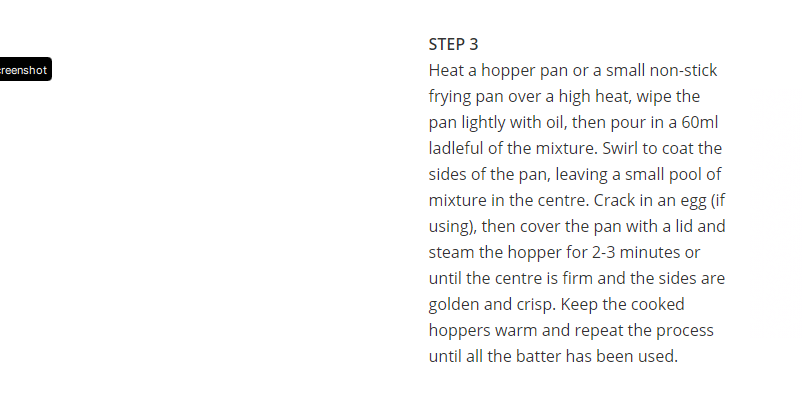 STEP 3
creenshot
Heat a hopper pan or a small non-stick
frying pan over a high heat, wipe the
pan lightly with oil, then pour in a 60ml
ladleful of the mixture. Swirl to coat the
sides of the pan, leaving a small pool of
mixture in the centre. Crack in an egg (if
using), then cover the pan with a lid and
steam the hopper for 2-3 minutes or
until the centre is firm and the sides are
golden and crisp. Keep the cooked
hoppers warm and repeat the process
until all the batter has been used.